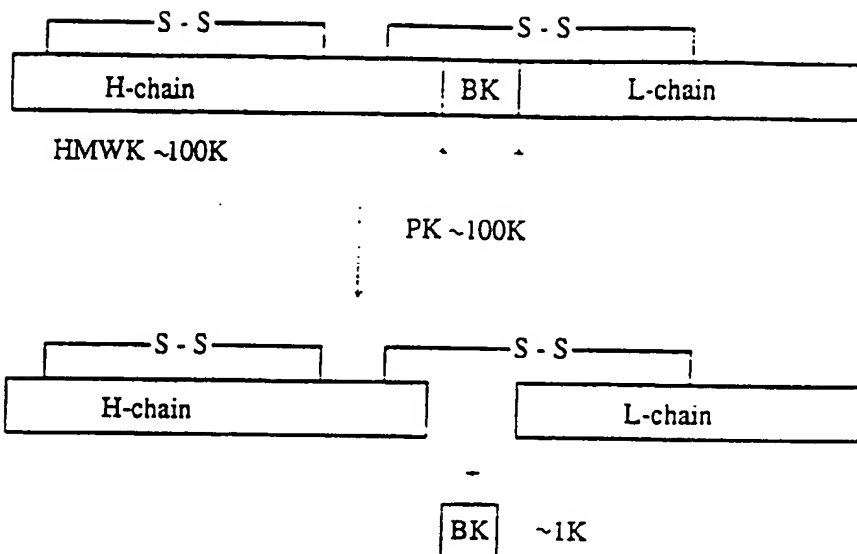 S - S S - S
H-chain BK L-chain
HMWK ~100K
PK ~100K
S - S S - S
H-chain L-chain
BK ~1K